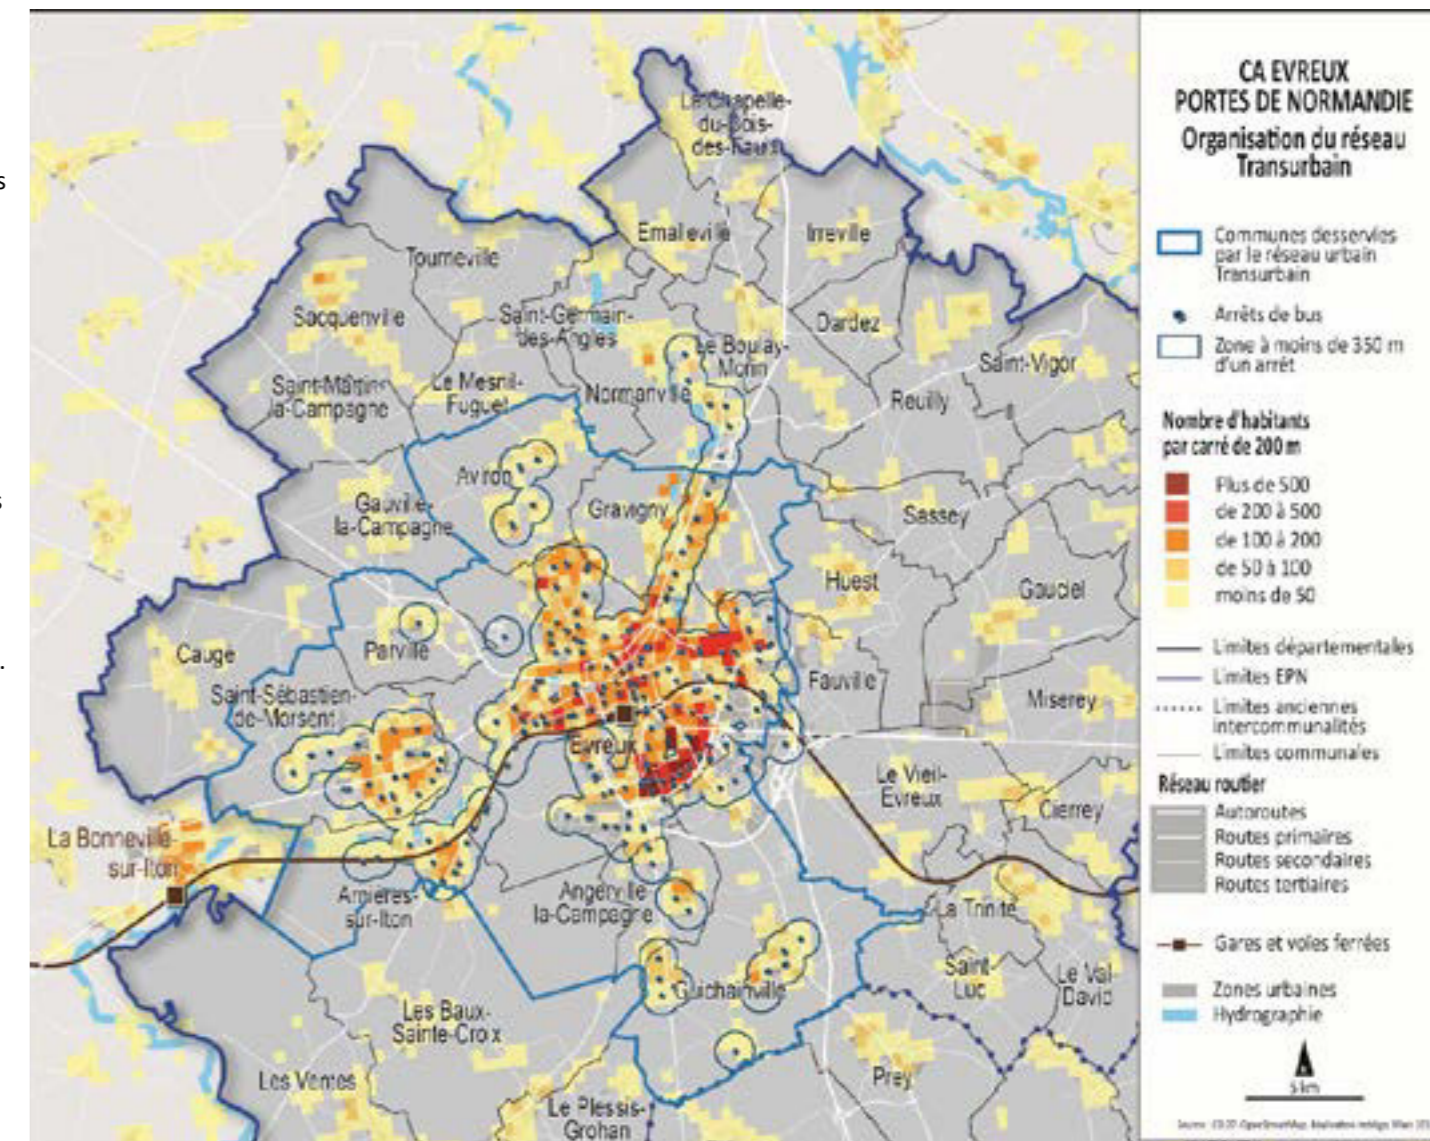 s
s
.
La Chapelle-
du-Bois-
des-Faulx
Emalleville
Irreville
Tourneville
Sacquenville
Saint-Germain-
des-Angles
Dardez
Le Boulay-
Morin
Saint-Vigor
Saint-Martin-
la-Campagne
Le Mesnil-
Fuguet
Normanville
Reuilly
Aviron
Gauville-
la-Campagne
Gravigny
Sassey
Huest
Gauciel
Cauge
Parville
Fauville
Miserey
Saint-Sébastien-
de-Morsent
Evreux
Le Vieil-
Evreux
Cierrey
La Bonneville-
sur-Iton
Arnières-
sur-Iton
Angerville-
la-Campagne
La Trinité
Guichainville
Saint-
Luc
Le Val
David
Les Baux-
Sainte-Croix
Les Ventes
Prey
Le Plessis-
Grohan
CA EVREUX
PORTES DE NORMANDIE
Organisation du réseau
Transurbain
Communes desservies
par le réseau urbain
Transurbain
Arrêts de bus
Zone à moins de 350 m
d'un arrêt
Nombre d'habitants
par carré de 200 m
Plus de 500
de 200 à 500
de 100 à 200
de 50 à 100
moins de 50
Limites départementales
Limites EPN
Limites anciennes
intercommunalités
Limites communales
Réseau routier
Autoroutes
Routes primaires
Routes secondaires
Routes tertiaires
Gares et voies ferrées
Zones urbaines
Hydrographie
5 km